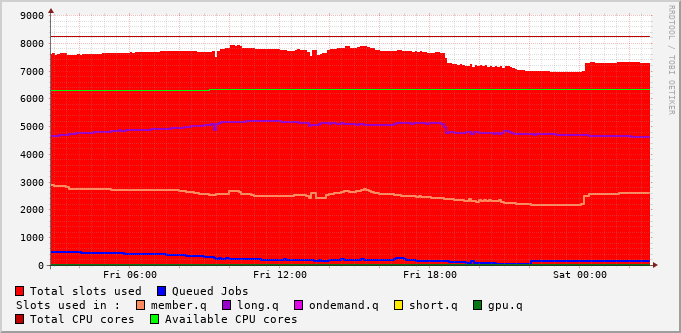 9000
8000
7000
6000
5000
4000
3000
2000
1000
0
Fri 06:00 Fri 12:00 Fri 18:00 Sat 00:00
Total slots used Queued Jobs
Slots used in : member.q long.q ondemand.q short.q gpu.q
Total CPU cores Available CPU cores
RRDTOOL / TOBI OETIKER